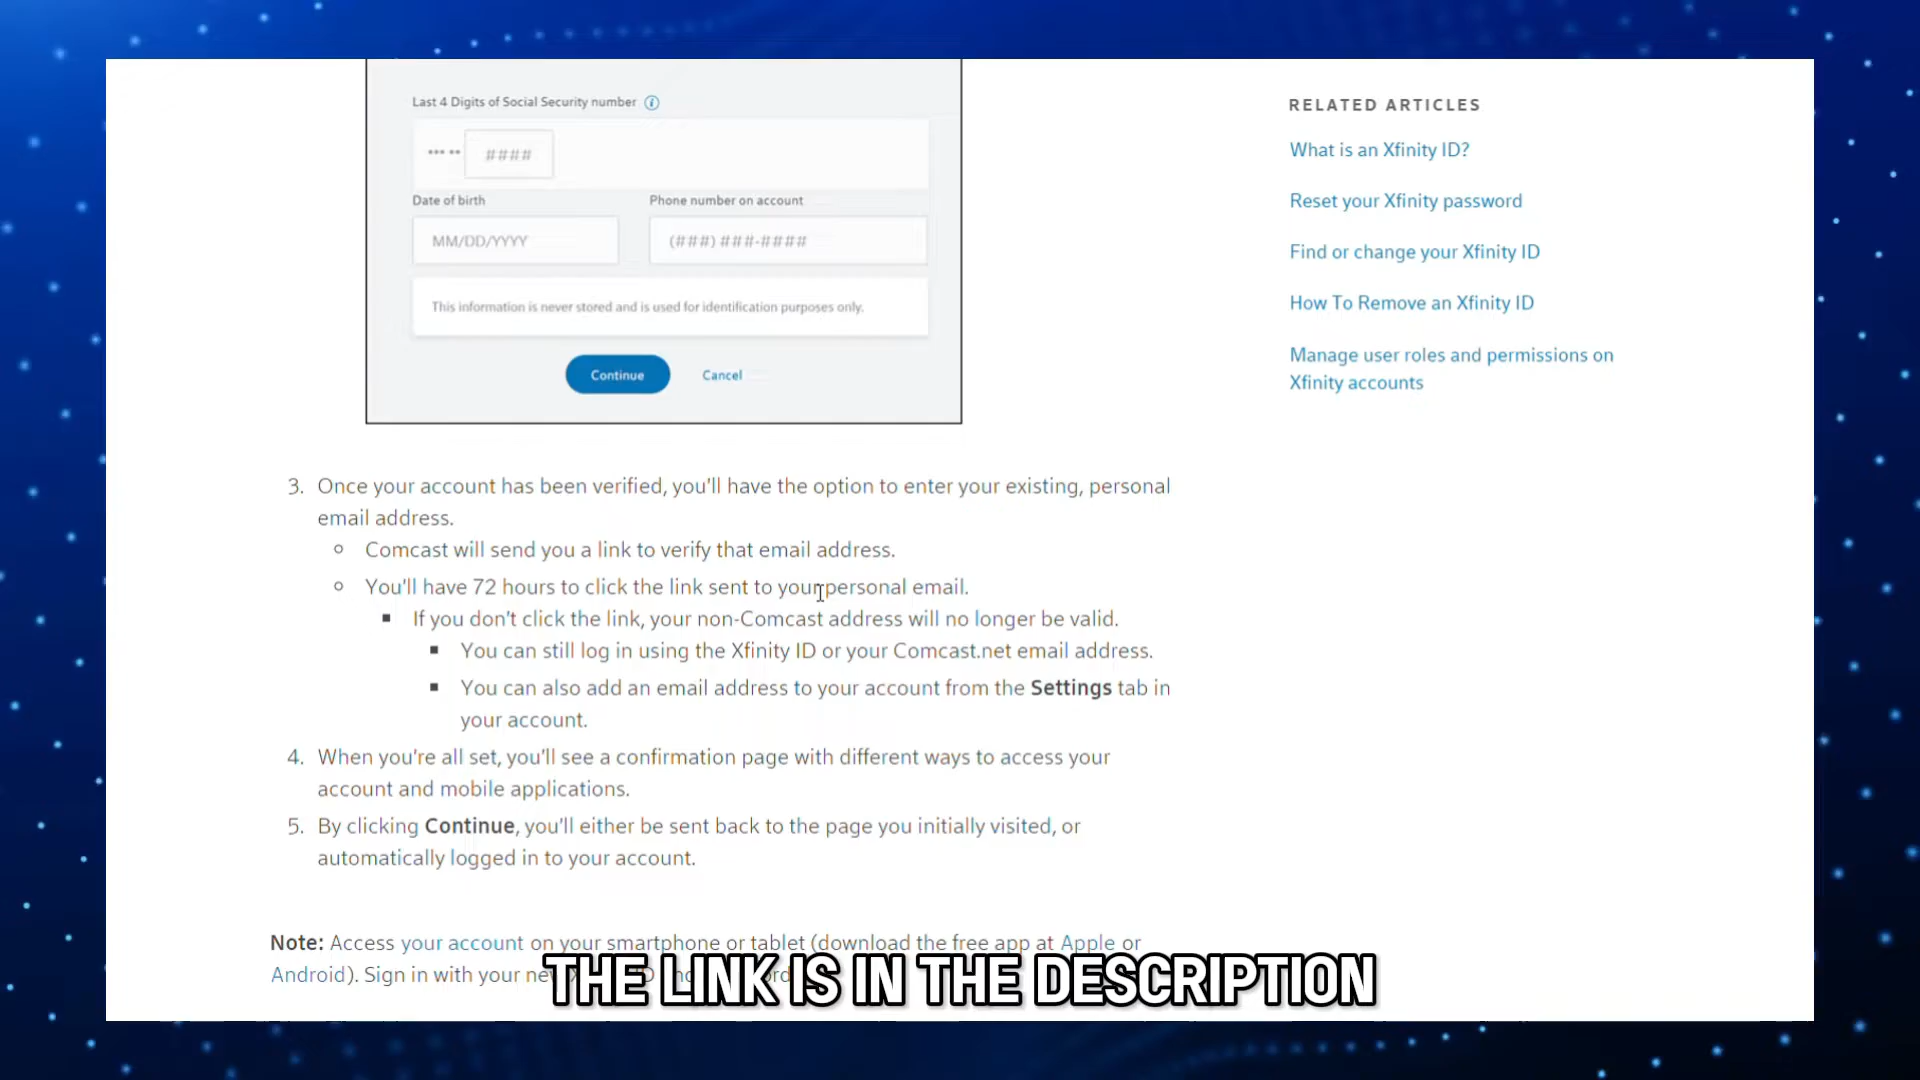 Last 4 Digits of Social Security number
*** ** ####
Date of birth
Phone number on account
MM/DD/YYYY
(###) ###-####
This information is never stored and is used for identification purposes only.
Continue
Cancel
RELATED ARTICLES
What is an Xfinity ID?
Reset your Xfinity password
Find or change your Xfinity ID
How To Remove an Xfinity ID
Manage user roles and permissions on
Xfinity accounts
3. Once your account has been verified, you'll have the option to enter your existing, personal
email address.
Comcast will send you a link to verify that email address.
You'll have 72 hours to click the link sent to your personal email.
If you don't click the link, your non-Comcast address will no longer be valid.
You can still log in using the Xfinity ID or your Comcast.net email address.
You can also add an email address to your account from the Settings tab in
your account.
4. When you're all set, you'll see a confirmation page with different ways to access your
account and mobile applications.
5. By clicking Continue, you'll either be sent back to the page you initially visited, or
automatically logged in to your account.
Note: Access your account on your smartphone or tablet (download the free app at Apple or
Android). Sign in with your
THE LINK IS IN THE DESCRIPTION